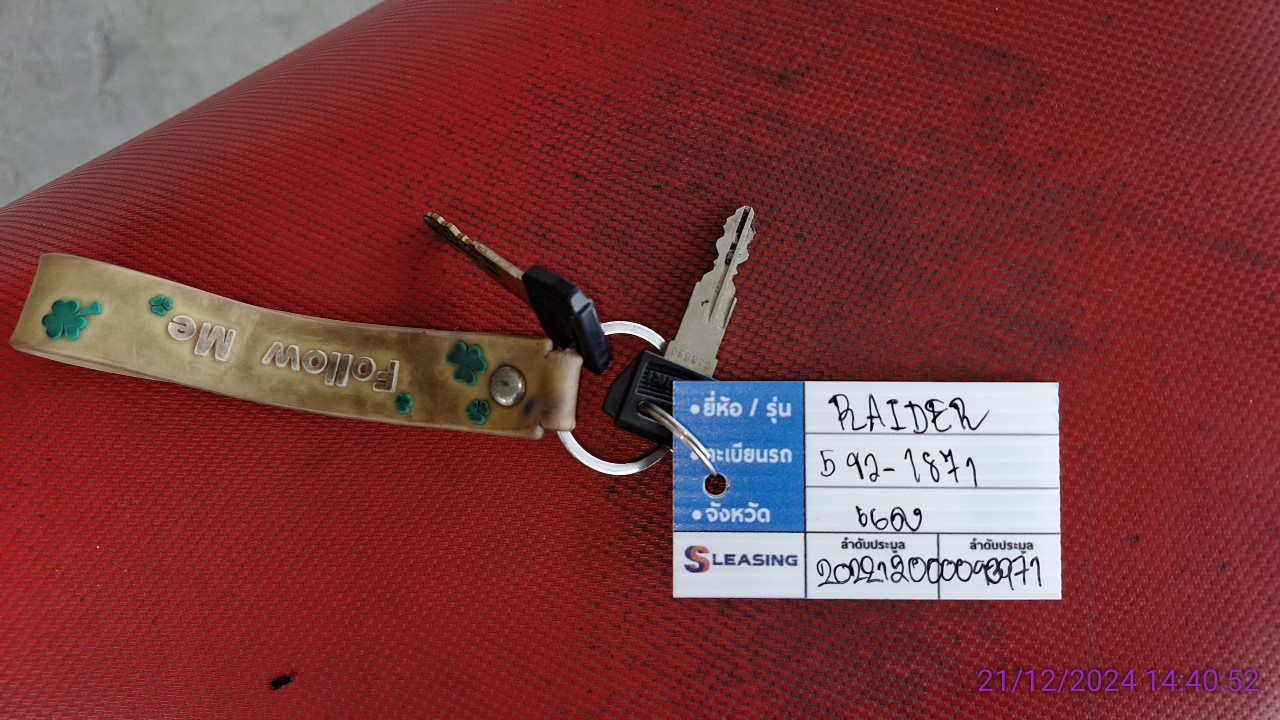 Follow Me
•ยี่ห้อ / รุ่น RAIDER
ทะเบียนรถ 592-1871
•จังหวัด
SLEASING ลำดับประมูล ลำดับประมูล
21/12/2024 14:40:52